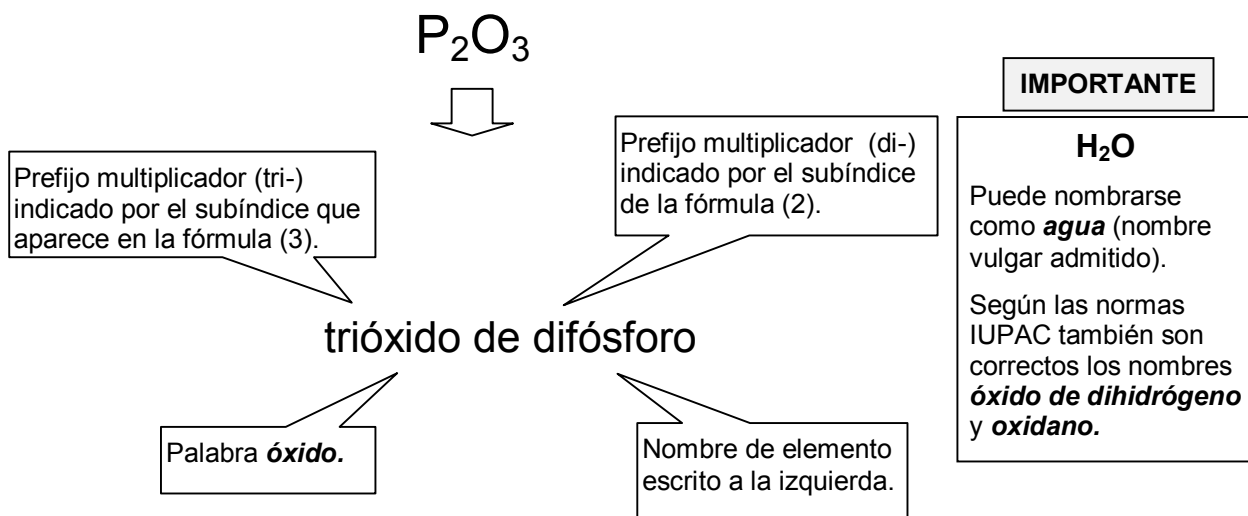 P₂O₃
Prefijo multiplicador (tri-)
indicado por el subíndice que
aparece en la fórmula (3).
Prefijo multiplicador (di-)
indicado por el subíndice
de la fórmula (2).
trióxido de difósforo
Palabra óxido.
Nombre de elemento
escrito a la izquierda.
IMPORTANTE
H₂O
Puede nombrarse
como agua (nombre
vulgar admitido).
Según las normas
IUPAC también son
correctos los nombres
óxido de dihidrógeno
y oxidano.